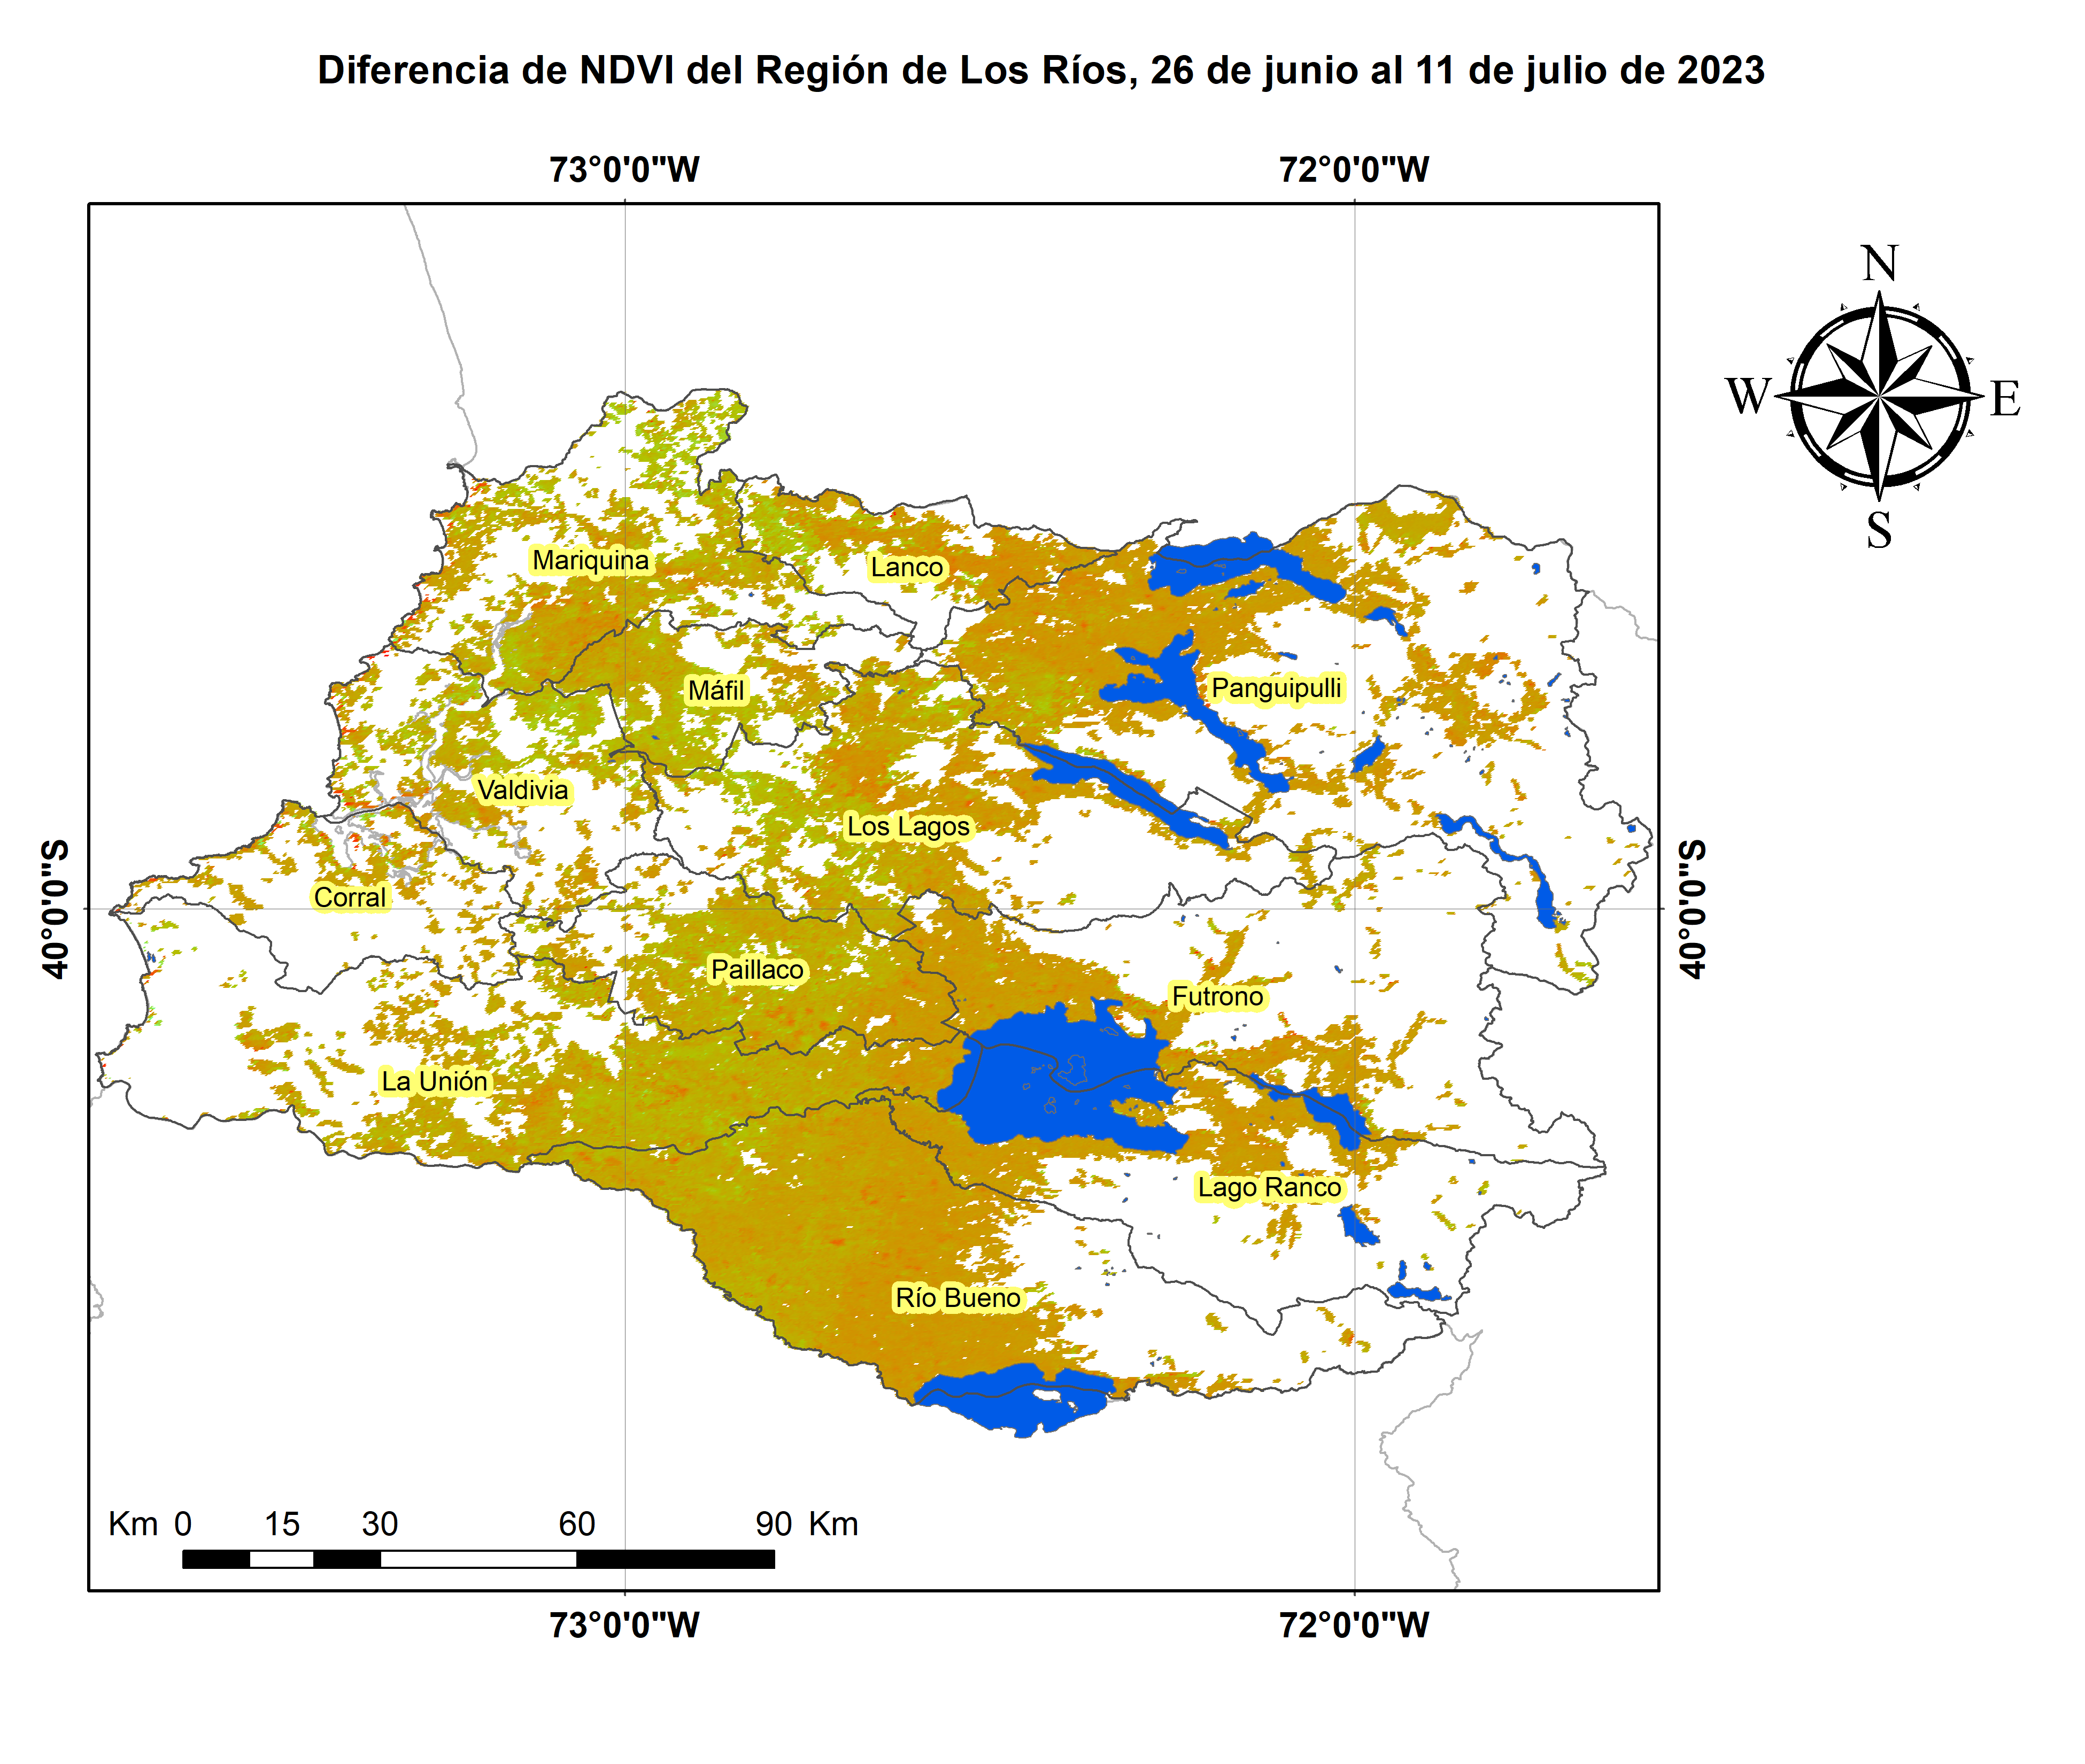 Diferencia de NDVI del Región de Los Ríos, 26 de junio al 11 de julio de 2023
73°0'0"W
72°0'0"W
N
W
E
S
Mariquina
Lanco
Máfil
Panguipulli
Valdivia
Los Lagos
40°0'0"S
40°0'0"S
Corral
Paillaco
Futrono
La Unión
Lago Ranco
Río Bueno
Km 0 15 30 60 90 Km
73°0'0"W
72°0'0"W